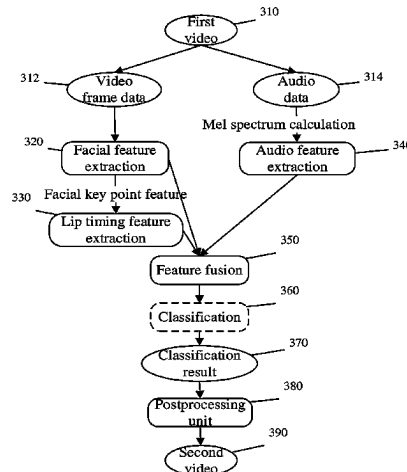 310
First
video
312
Video
frame data
Audio
data
314
Mel spectrum calculation
320
Facial feature
extraction
Audio feature
extraction
340
Facial key point feature
330
Lip timing feature
extraction
350
Feature fusion
360
Classification
370
Classification
result
380
Postprocessing
unit
390
Second
video